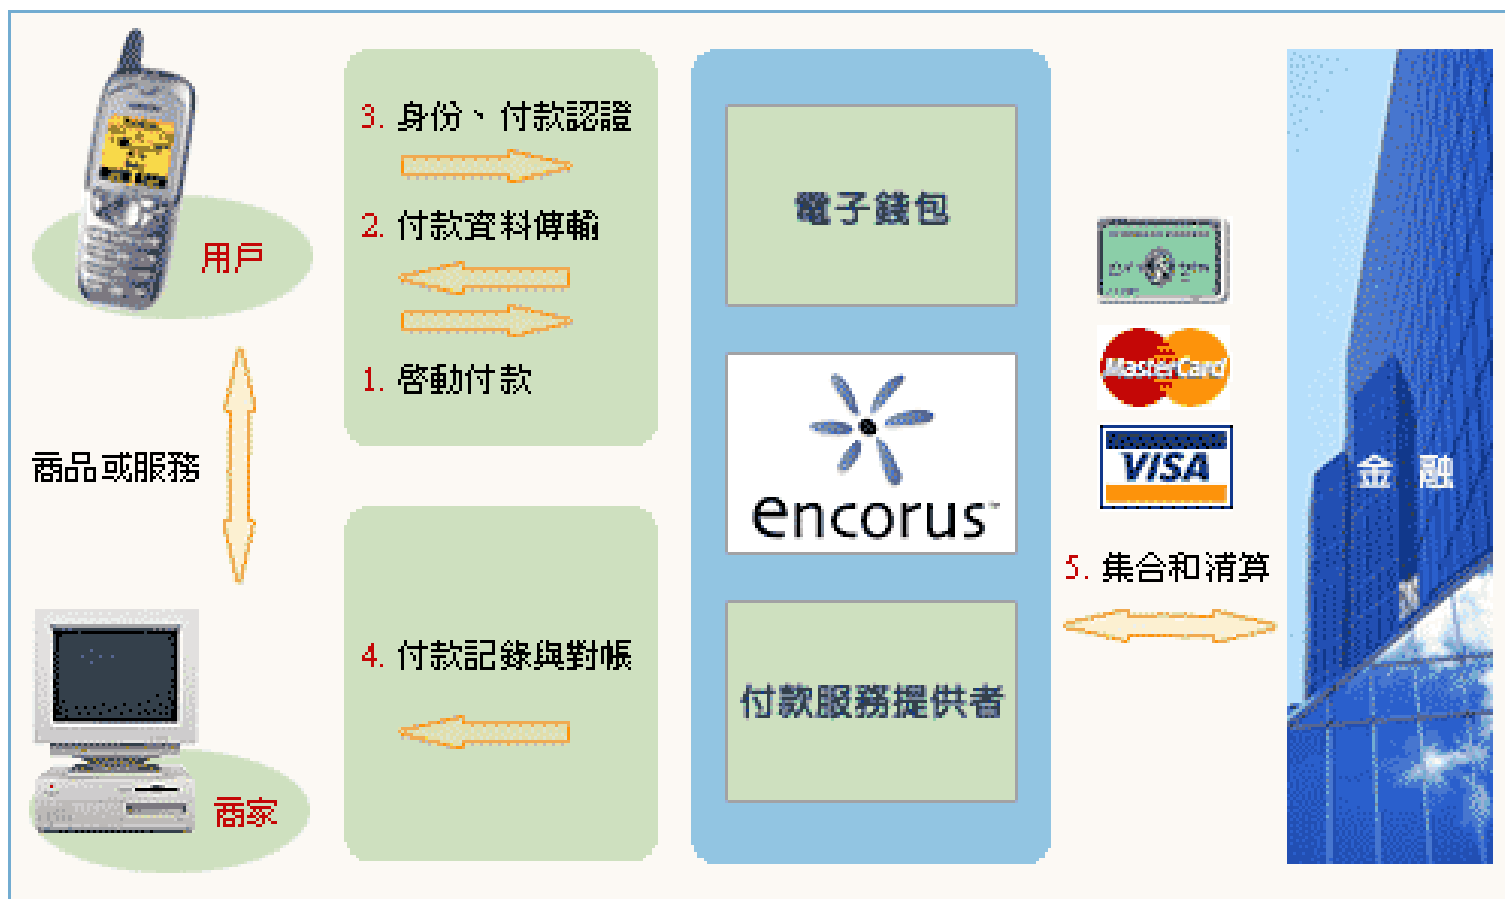 用戶
商品或服務
商家
3. 身份、付款認證
2. 付款資料傳輸
1. 啓動付款
4. 付款記錄與對帳
電子錢包
encorus
付款服務提供者
MasterCard
VISA
5. 集合和清算
金融